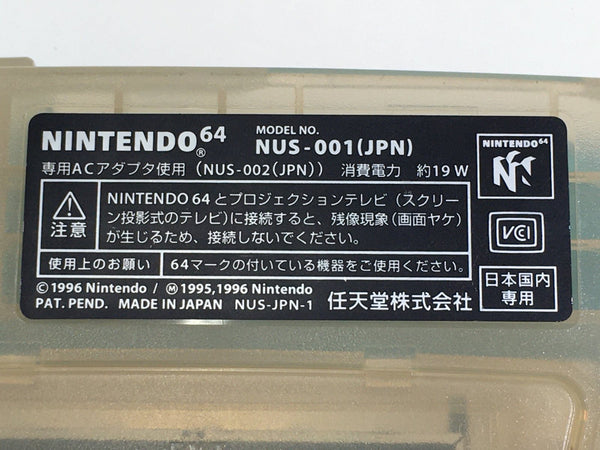 NINTENDO64®
MODEL NO.
NUS-001(JPN)
専用ACアダプタ使用(NUS-002(JPN)) 消費電力 約19W
注意
NINTENDO 64 とプロジェクションテレビ(スクリーン投影式のテレビ)に接続すると、残像現象(画面ヤケ)が生じるため、接続しないでください。
使用上のお願い
64マークの付いている機器をご使用ください。
©1996 Nintendo / Ⓜ1995,1996 Nintendo
PAT. PEND. MADE IN JAPAN NUS-JPN-1
任天堂株式会社
NINTENDO64
N
VCI
日本国内
専用